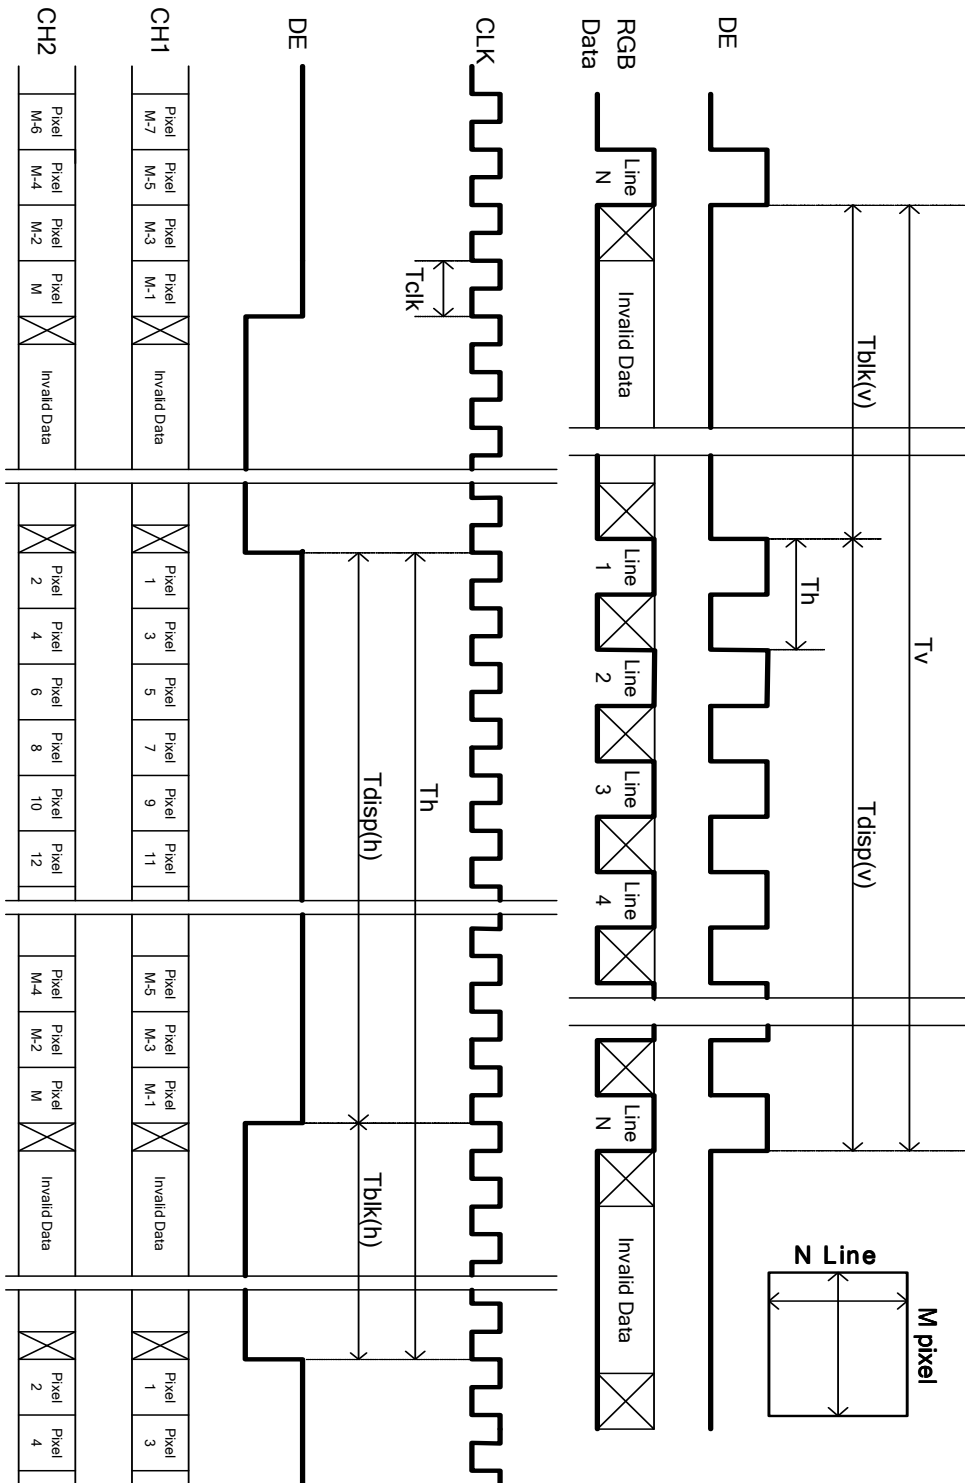 Tv
M pixel
N Line
Tblk(v)
Tdisp(v)
Th
DE
RGB
Data
Line
N
Invalid Data
Line
1
Line
2
Line
3
Line
4
Line
N
Invalid Data
CLK
Tclk
Th
Tdisp(h)
Tblk(h)
DE
CH1
Pixel
M-7
Pixel
M-5
Pixel
M-3
Pixel
M-1
Invalid Data
Pixel
1
Pixel
3
Pixel
5
Pixel
7
Pixel
9
Pixel
11
Pixel
M-5
Pixel
M-3
Pixel
M-1
Invalid Data
Pixel
1
Pixel
3
CH2
Pixel
M-6
Pixel
M-4
Pixel
M-2
Pixel
M
Invalid Data
Pixel
2
Pixel
4
Pixel
6
Pixel
8
Pixel
10
Pixel
12
Pixel
M-4
Pixel
M-2
Pixel
M
Invalid Data
Pixel
2
Pixel
4